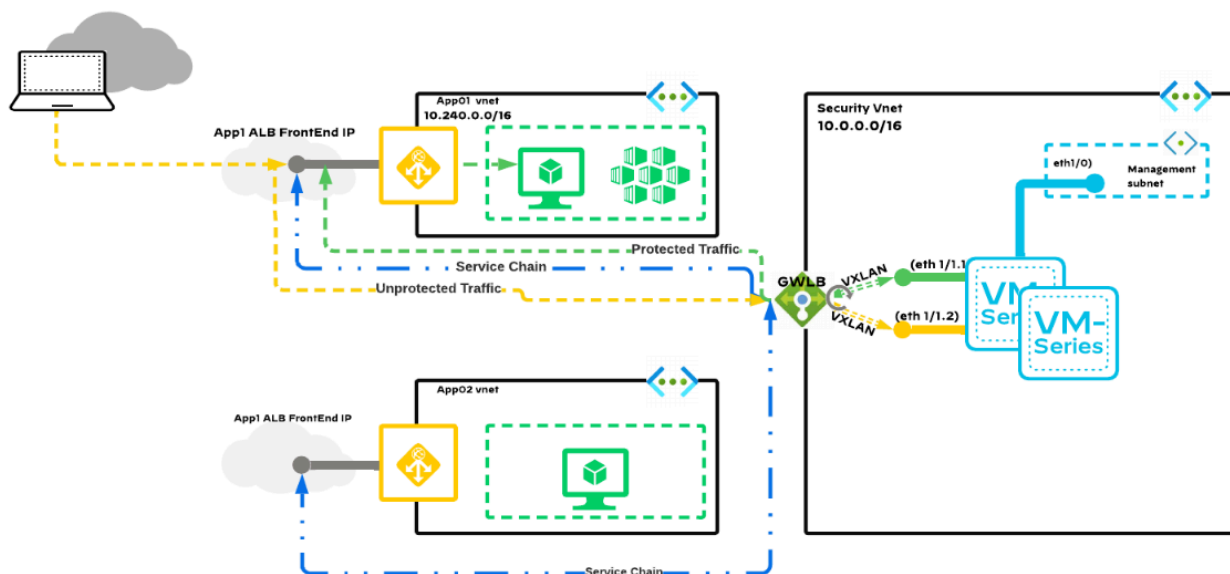 App01 vnet
10.240.0.0/16
App1 ALB FrontEnd IP
Protected Traffic
Service Chain
Unprotected Traffic
Security Vnet
10.0.0.0/16
eth1/0)
Management
subnet
GWLB
VXLAN
(eth 1/1.1
VXLAN
(eth 1/1.2)
VM
Ser
VM-
Series
App02 vnet
App1 ALB FrontEnd IP
Service Chain